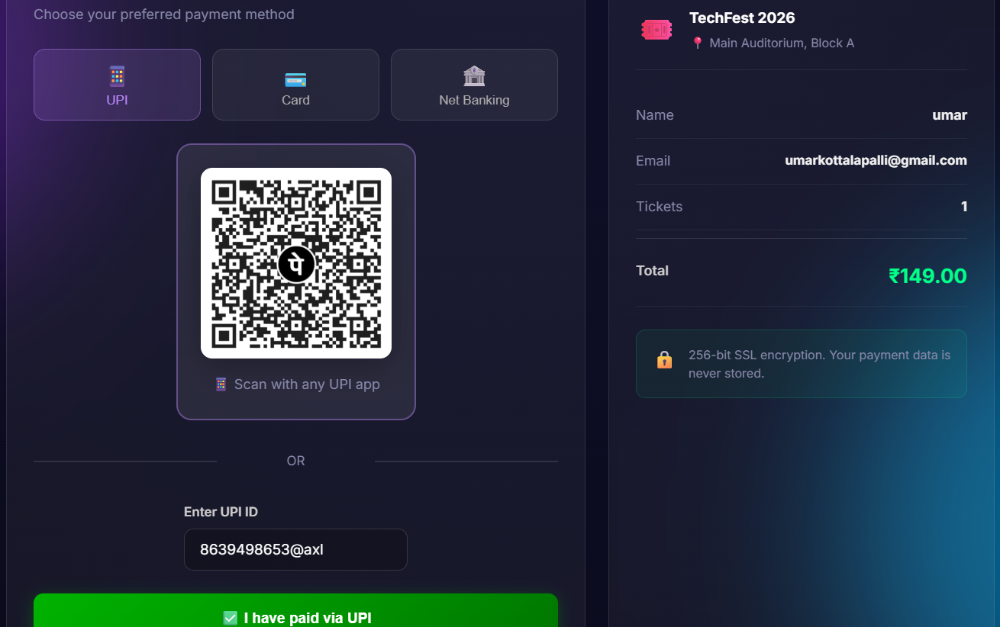 Choose your preferred payment method
UPI
Card
Net Banking
पे
Scan with any UPI app
OR
Enter UPI ID
8639498653@axl
I have paid via UPI
TechFest 2026
Main Auditorium, Block A
Name
umar
Email
umarkottalapalli@gmail.com
Tickets
1
Total
₹149.00
256-bit SSL encryption. Your payment data is
never stored.